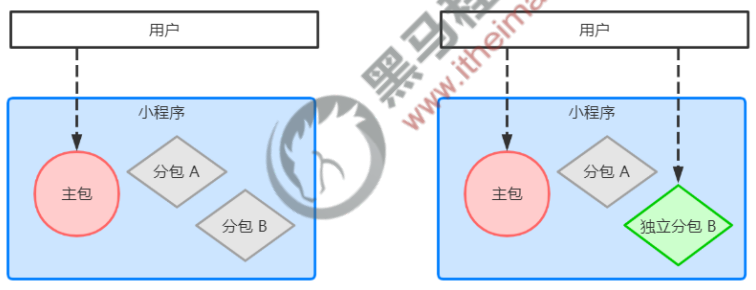 用户
小程序
主包
分包 A
分包 B
用户
小程序
主包
分包 A
独立分包 B
黑马程
www.itheima